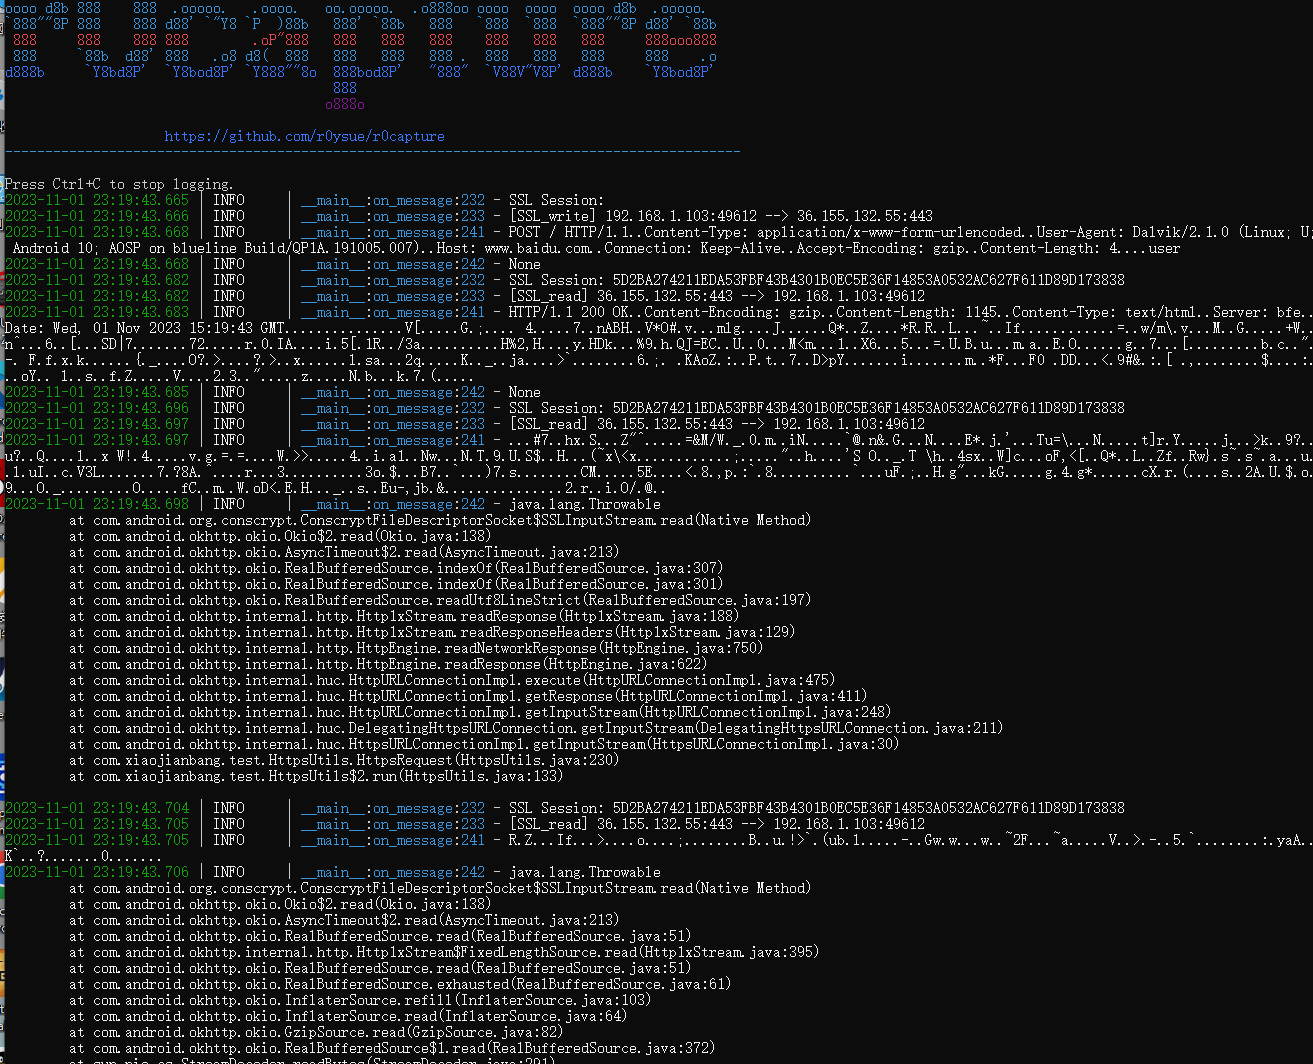 https://github.com/r0ysue/r0capture
Press Ctrl+C to stop logging.
2023-11-01 23:19:43.665 | INFO | __main__:on_message:232 - SSL Session:
2023-11-01 23:19:43.666 | INFO | __main__:on_message:233 - [SSL_write] 192.168.1.103:49612 --> 36.155.132.55:443
2023-11-01 23:19:43.668 | INFO | __main__:on_message:241 - POST / HTTP/1.1..Content-Type: application/x-www-form-urlencoded..User-Agent: Dalvik/2.1.0 (Linux; U;
Android 10; AOSP on blueline Build/QP1A.191005.007)..Host: www.baidu.com..Connection: Keep-Alive..Accept-Encoding: gzip..Content-Length: 4....user
2023-11-01 23:19:43.668 | INFO | __main__:on_message:242 - None
2023-11-01 23:19:43.682 | INFO | __main__:on_message:232 - SSL Session: 5D2BA274211EDA53FBF43B4301B0EC5E36F14853A0532AC627F611D89D173838
2023-11-01 23:19:43.682 | INFO | __main__:on_message:233 - [SSL_read] 36.155.132.55:443 --> 192.168.1.103:49612
2023-11-01 23:19:43.683 | INFO | __main__:on_message:241 - HTTP/1.1 200 OK..Content-Encoding: gzip..Content-Length: 1145..Content-Type: text/html..Server: bfe..
Date: Wed, 01 Nov 2023 15:19:43 GMT
2023-11-01 23:19:43.685 | INFO | __main__:on_message:242 - None
2023-11-01 23:19:43.696 | INFO | __main__:on_message:232 - SSL Session: 5D2BA274211EDA53FBF43B4301B0EC5E36F14853A0532AC627F611D89D173838
2023-11-01 23:19:43.697 | INFO | __main__:on_message:233 - [SSL_read] 36.155.132.55:443 --> 192.168.1.103:49612
2023-11-01 23:19:43.697 | INFO | __main__:on_message:241 -
2023-11-01 23:19:43.698 | INFO | __main__:on_message:242 - java.lang.Throwable
at com.android.org.conscrypt.ConscryptFileDescriptorSocket$SSLInputStream.read(Native Method)
at com.android.okhttp.okio.Okio$2.read(Okio.java:138)
at com.android.okhttp.okio.AsyncTimeout$2.read(AsyncTimeout.java:213)
at com.android.okhttp.okio.RealBufferedSource.indexOf(RealBufferedSource.java:307)
at com.android.okhttp.okio.RealBufferedSource.indexOf(RealBufferedSource.java:301)
at com.android.okhttp.okio.RealBufferedSource.readUtf8LineStrict(RealBufferedSource.java:197)
at com.android.okhttp.internal.http.Http1xStream.readResponse(Http1xStream.java:188)
at com.android.okhttp.internal.http.Http1xStream.readResponseHeaders(Http1xStream.java:129)
at com.android.okhttp.internal.http.HttpEngine.readNetworkResponse(HttpEngine.java:750)
at com.android.okhttp.internal.http.HttpEngine.readResponse(HttpEngine.java:622)
at com.android.okhttp.internal.huc.HttpURLConnectionImpl.execute(HttpURLConnectionImpl.java:475)
at com.android.okhttp.internal.huc.HttpURLConnectionImpl.getResponse(HttpURLConnectionImpl.java:411)
at com.android.okhttp.internal.huc.HttpURLConnectionImpl.getInputStream(HttpURLConnectionImpl.java:248)
at com.android.okhttp.internal.huc.DelegatingHttpsURLConnection.getInputStream(DelegatingHttpsURLConnection.java:211)
at com.android.okhttp.internal.huc.HttpsURLConnectionImpl.getInputStream(HttpsURLConnectionImpl.java:30)
at com.xiaojianbang.test.HttpsUtils.HttpsRequest(HttpsUtils.java:230)
at com.xiaojianbang.test.HttpsUtils$2.run(HttpsUtils.java:133)
2023-11-01 23:19:43.704 | INFO | __main__:on_message:232 - SSL Session: 5D2BA274211EDA53FBF43B4301B0EC5E36F14853A0532AC627F611D89D173838
2023-11-01 23:19:43.705 | INFO | __main__:on_message:233 - [SSL_read] 36.155.132.55:443 --> 192.168.1.103:49612
2023-11-01 23:19:43.705 | INFO | __main__:on_message:241 -
2023-11-01 23:19:43.706 | INFO | __main__:on_message:242 - java.lang.Throwable
at com.android.org.conscrypt.ConscryptFileDescriptorSocket$SSLInputStream.read(Native Method)
at com.android.okhttp.okio.Okio$2.read(Okio.java:138)
at com.android.okhttp.okio.AsyncTimeout$2.read(AsyncTimeout.java:213)
at com.android.okhttp.okio.RealBufferedSource.read(RealBufferedSource.java:51)
at com.android.okhttp.internal.http.Http1xStream$FixedLengthSource.read(Http1xStream.java:395)
at com.android.okhttp.okio.RealBufferedSource.read(RealBufferedSource.java:51)
at com.android.okhttp.okio.RealBufferedSource.exhausted(RealBufferedSource.java:61)
at com.android.okhttp.okio.InflaterSource.refill(InflaterSource.java:103)
at com.android.okhttp.okio.InflaterSource.read(InflaterSource.java:64)
at com.android.okhttp.okio.GzipSource.read(GzipSource.java:82)
at com.android.okhttp.okio.RealBufferedSource$1.read(RealBufferedSource.java:372)